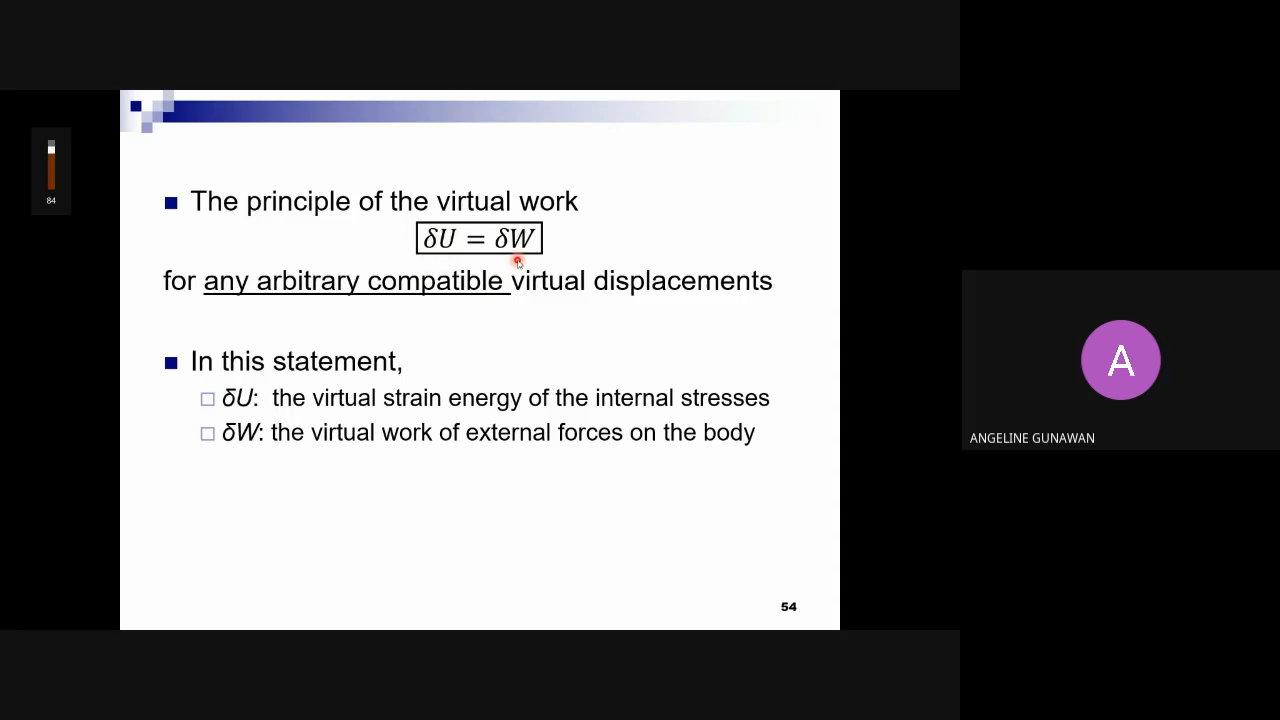 84
The principle of the virtual work
δU = δW
for any arbitrary compatible virtual displacements
In this statement,
δU: the virtual strain energy of the internal stresses
δW: the virtual work of external forces on the body
54
A
ANGELINE GUNAWAN